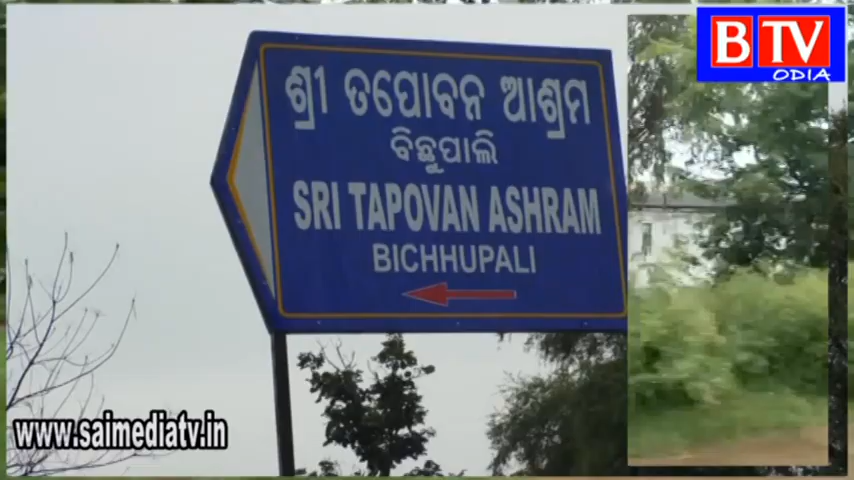 BTV
ODIA
ଶ୍ରୀ ତପୋବନ ଆଶ୍ରମ
ବିଛୁପାଲି
SRI TAPOVAN ASHRAM
BICHHUPALI
www.saimediatv.in